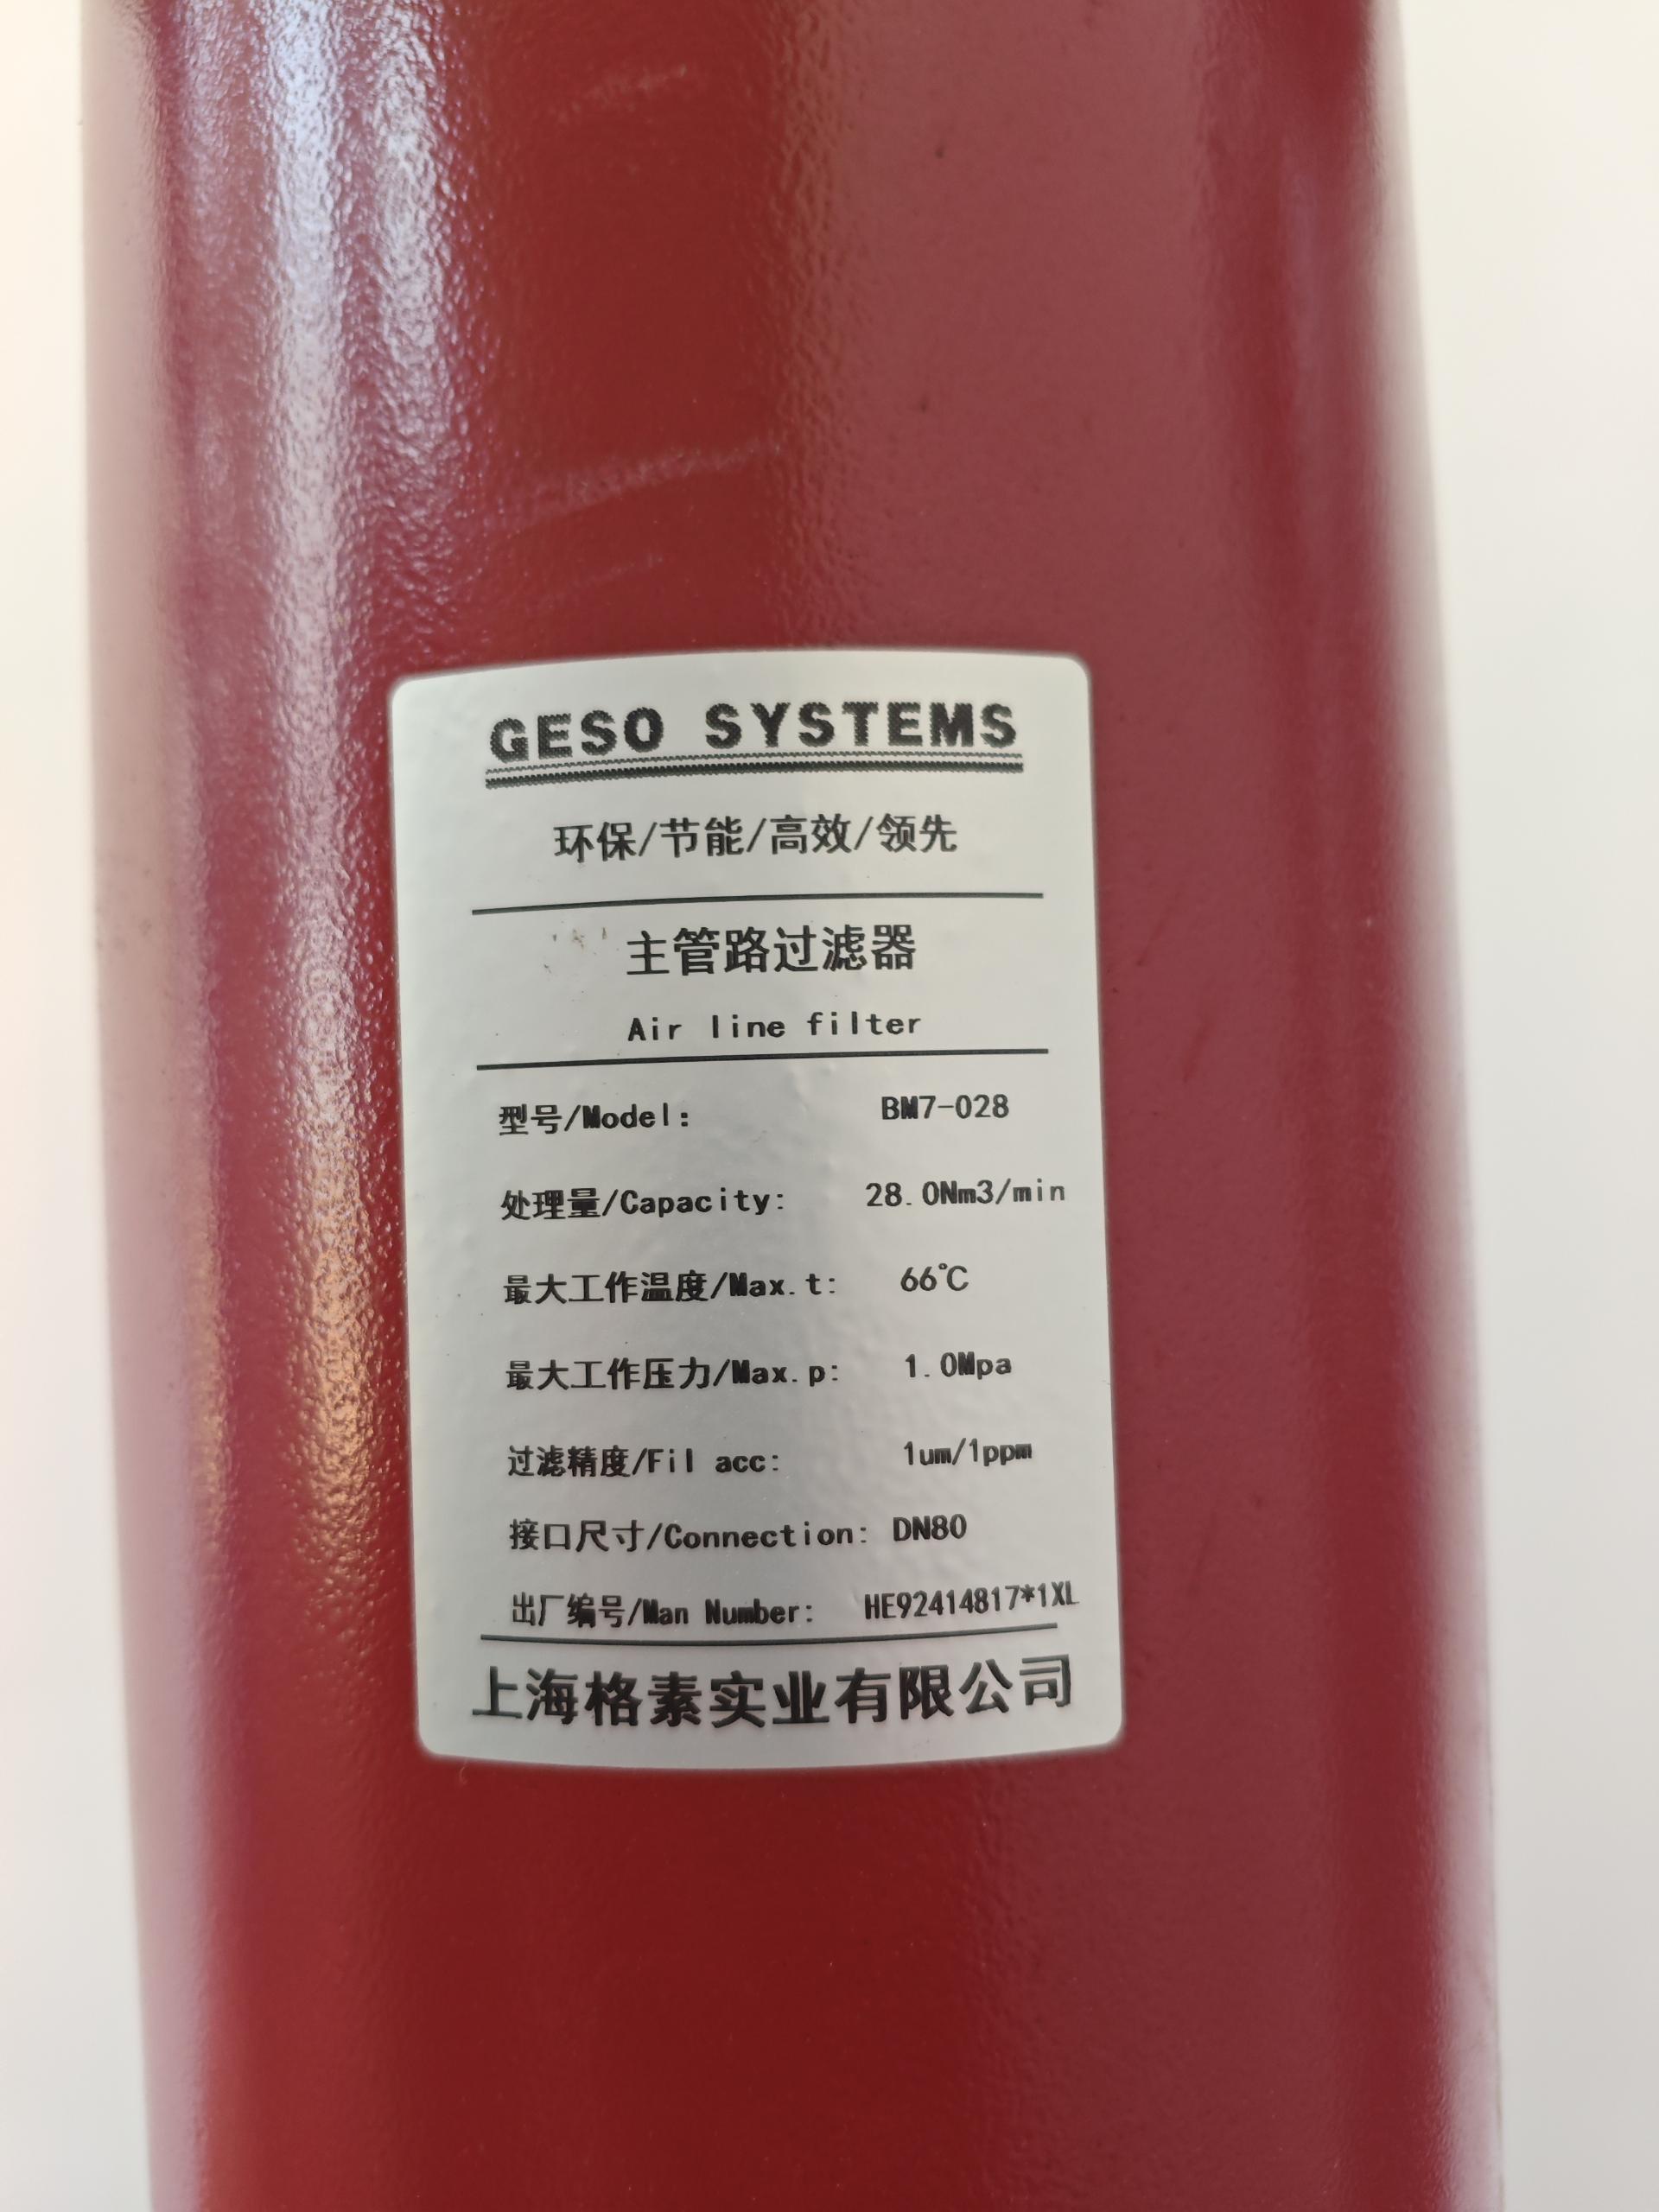 GESO SYSTEMS
环保/节能/高效/领先
主管路过滤器
Air line filter
型号/Model: BM7-028
处理量/Capacity: 28.0Nm3/min
最大工作温度/Max.t: 66℃
最大工作压力/Max.p: 1.0Mpa
过滤精度/Fil acc: 1um/1ppm
接口尺寸/Connection: DN80
出厂编号/Man Number: HE92414817*1XL
上海格素实业有限公司